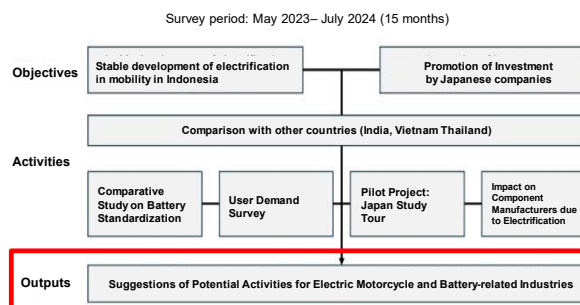 Survey period: May 2023– July 2024 (15 months)
Objectives
Stable development of electrification
in mobility in Indonesia
Promotion of Investment
by Japanese companies
Comparison with other countries (India, Vietnam Thailand)
Activities
Comparative
Study on Battery
Standardization
User Demand
Survey
Pilot Project:
Japan Study
Tour
Impact on
Component
Manufacturers due
to Electrification
Outputs
Suggestions of Potential Activities for Electric Motorcycle and Battery-related Industries